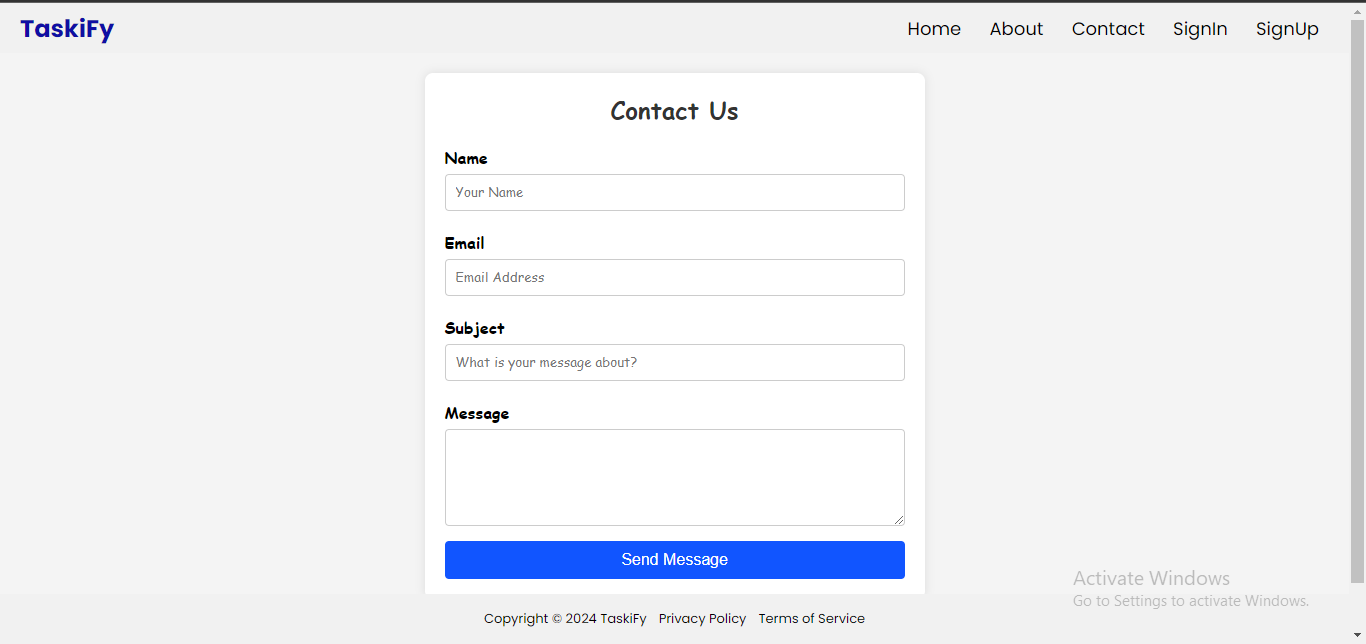 TaskiFy Home About Contact SignIn SignUp
Contact Us
Name
Your Name
Email
Email Address
Subject
What is your message about?
Message
Send Message
Activate Windows
Go to Settings to activate Windows.
Copyright © 2024 TaskiFy Privacy Policy Terms of Service